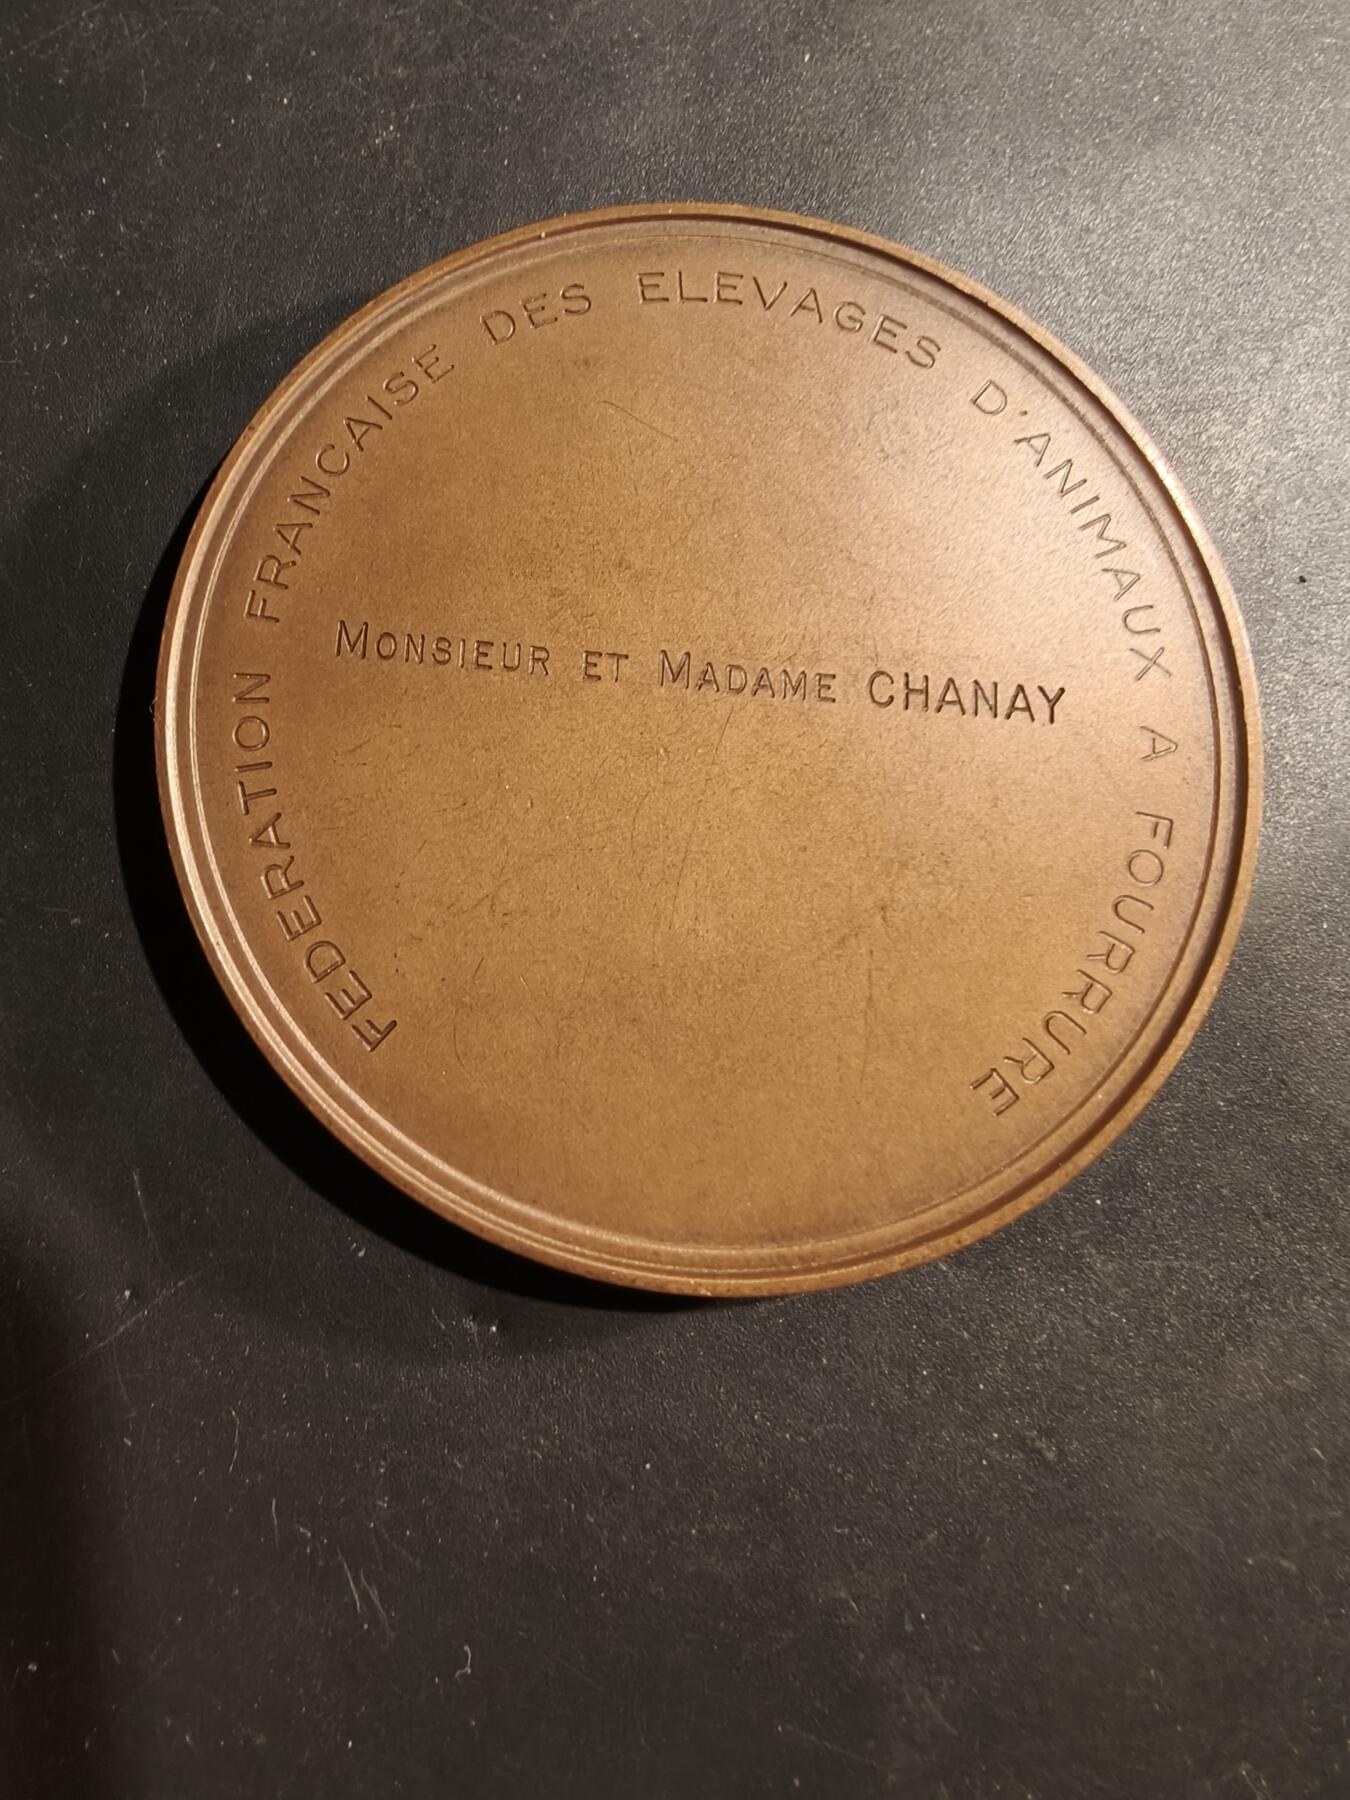 FEDERATION FRANCAISE DES ELEVAGES D'ANIMAUX A FOURRURE
MONSIEUR ET MADAME CHANAY